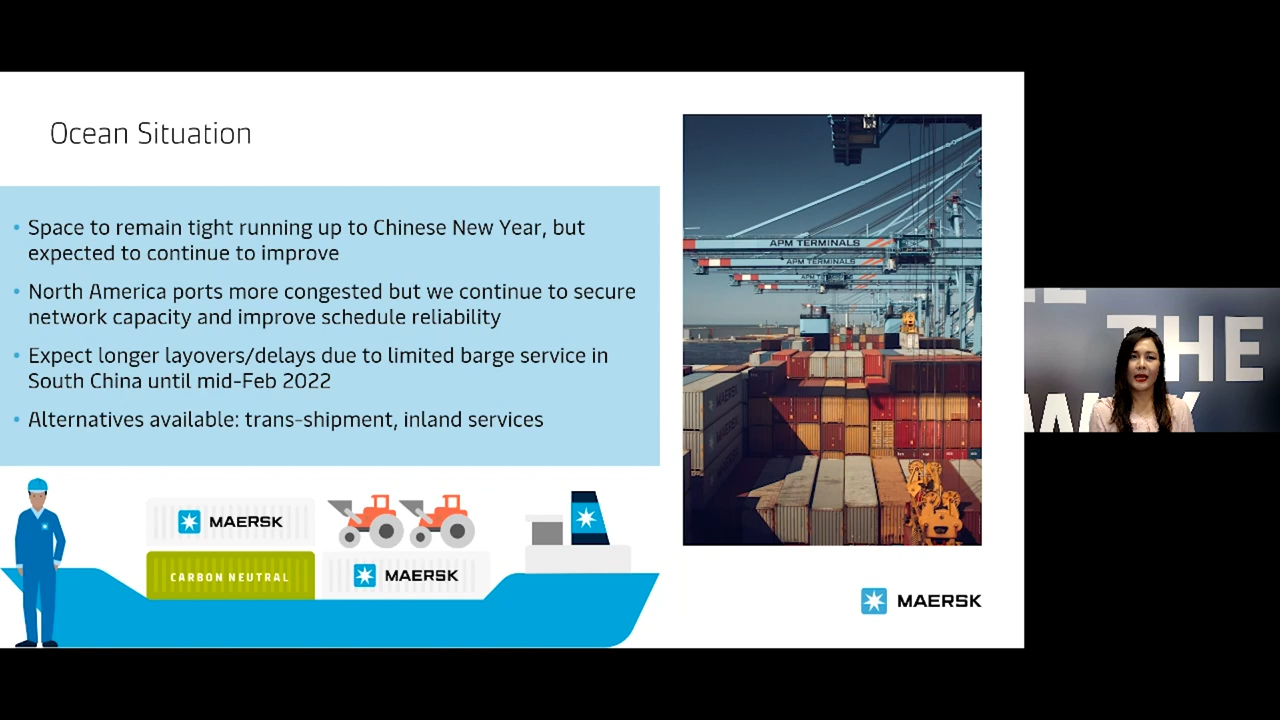 Ocean Situation
• Space to remain tight running up to Chinese New Year, but
expected to continue to improve
• North America ports more congested but we continue to secure
network capacity and improve schedule reliability
• Expect longer layovers/delays due to limited barge service in
South China until mid-Feb 2022
• Alternatives available: trans-shipment, inland services
APM TERMINALS
APM TERMINALS
MAERSK
MAERSK
CARBON NEUTRAL
MAERSK
MAERSK
THE